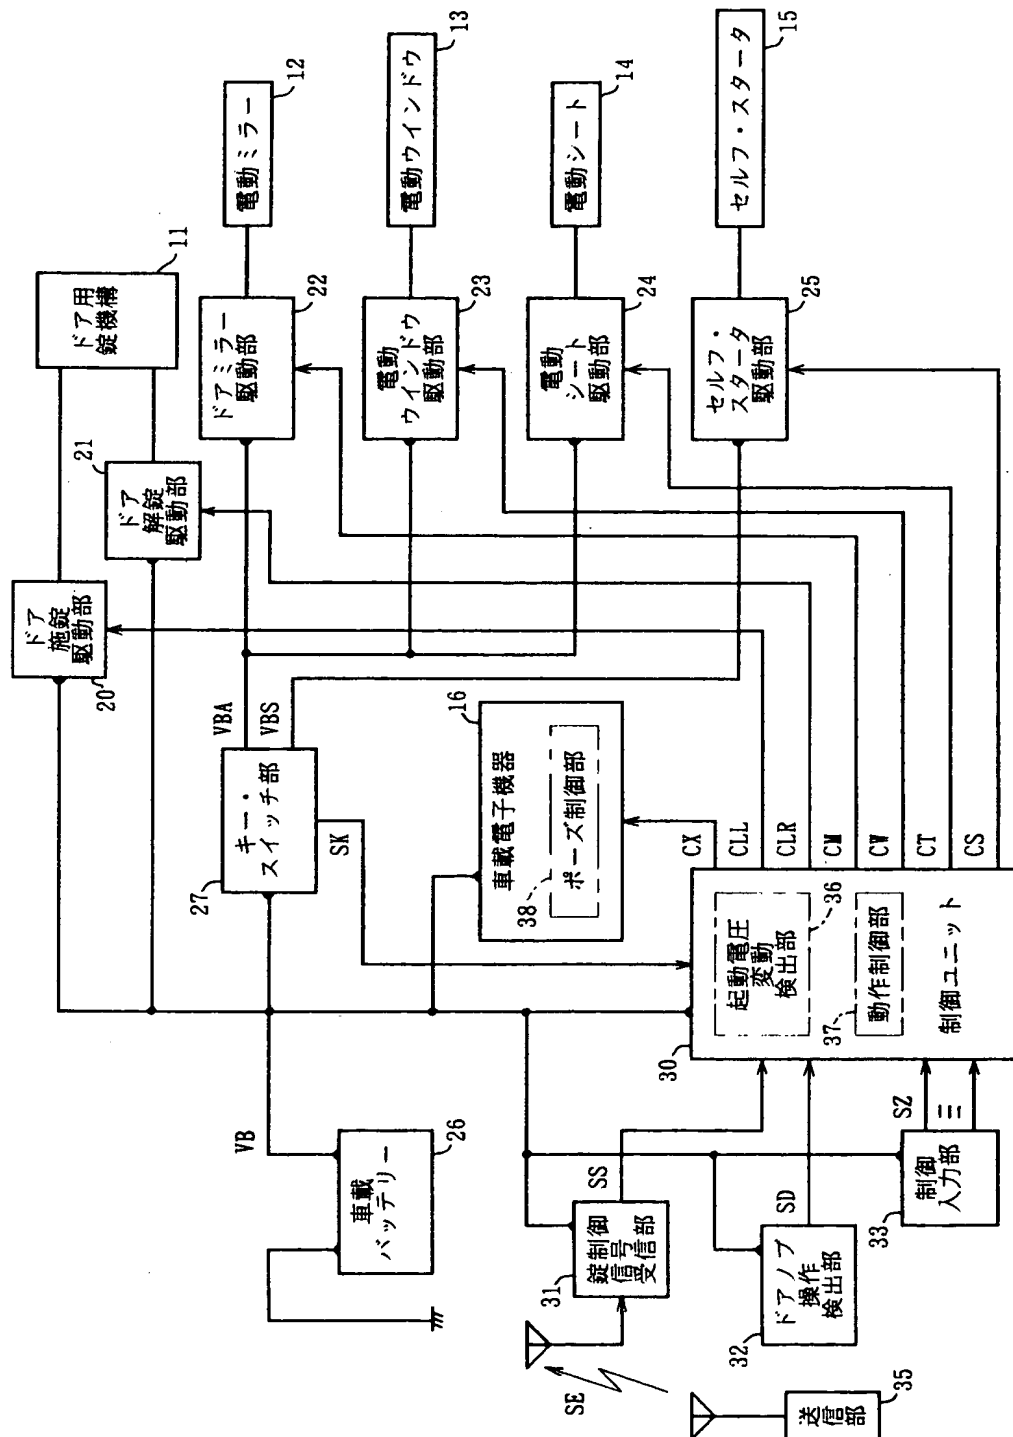 ドア用
錠機構
11
電動ミラー
12
電動ウインドウ
13
電動シート
14
セルフ・スタータ
15
ドア
施錠
駆動部
20
ドア
解錠
駆動部
21
ドアミラー
駆動部
22
電動
ウインドウ
駆動部
23
電動
シート
駆動部
24
セルフ・
スタータ
駆動部
25
VBA
VBS
キー・
スイッチ部
27
SK
車載電子機器
16
ポーズ制御部
38
VB
車載
バッテリー
26
CX
CLL
CLR
CM
CW
CT
CS
起動電圧
変動
検出部
36
動作制御部
37
制御ユニット
30
錠制御
信号
受信部
31
SS
ドアノブ
操作
検出部
32
SD
制御
入力部
33
SZ
SE
送信部
35